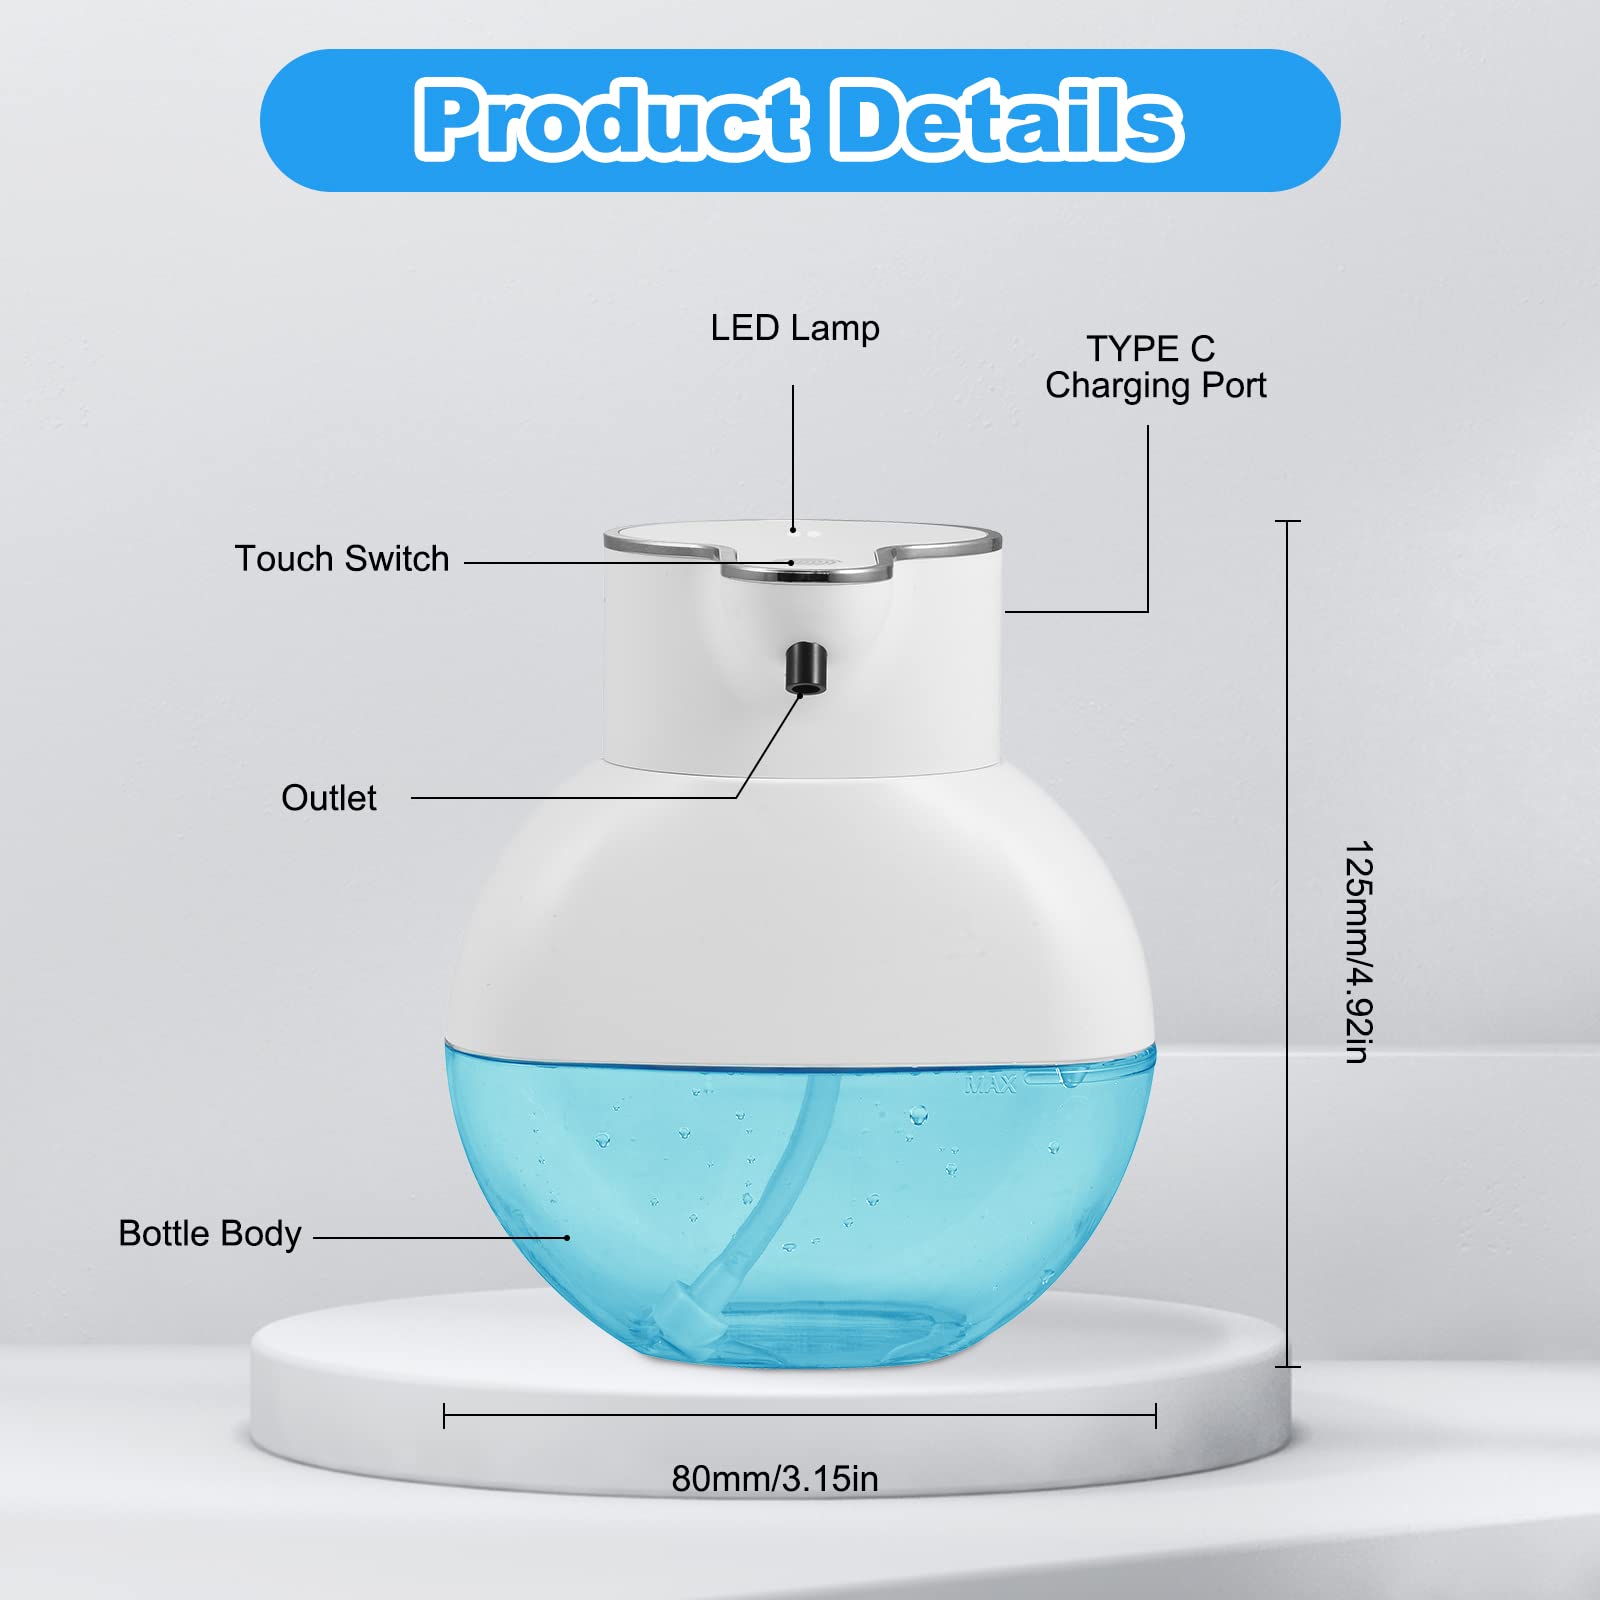 Product Details
LED Lamp
TYPE C
Charging Port
Touch Switch
Outlet
125mm/4.92in
MAX
Bottle Body
80mm/3.15in